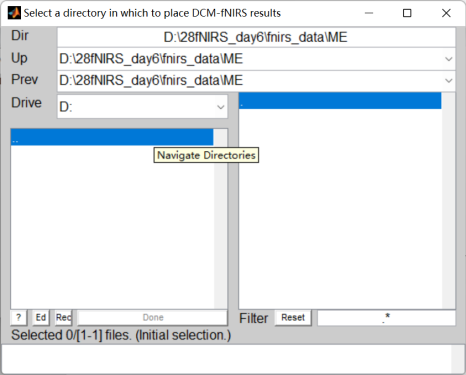 Select a directory in which to place DCM-fNIRS results
Dir D:\28fNIRS_day6\fnirs_data\ME
Up D:\28fNIRS_day6\fnirs_data\ME
Prev D:\28fNIRS_day6\fnirs_data\ME
Drive D:
.
..
Navigate Directories
? Ed Rec Done Filter Reset .*
Selected 0/[1-1] files. (Initial selection.)